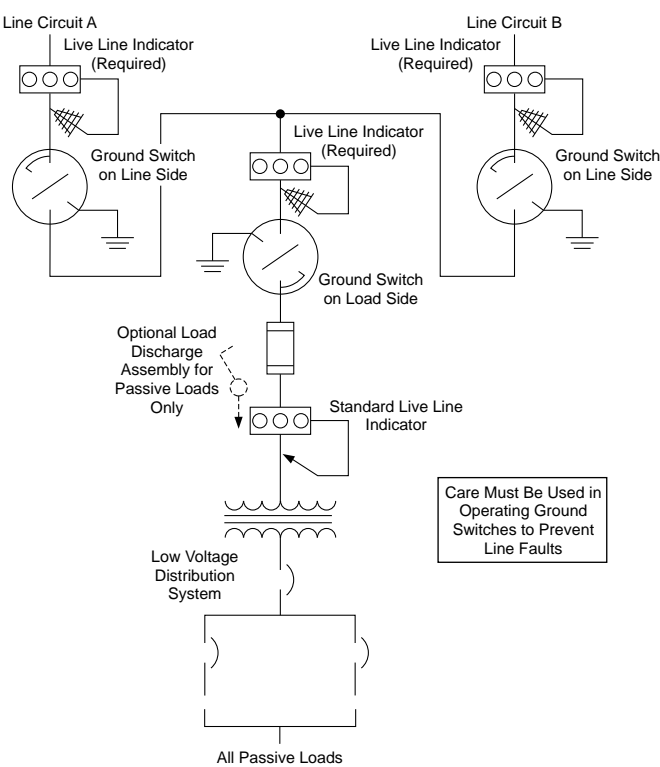 Line Circuit A
Line Circuit B
Live Line Indicator
(Required)
Live Line Indicator
(Required)
Live Line Indicator
(Required)
Ground Switch
on Line Side
Ground Switch
on Line Side
Ground Switch
on Load Side
Optional Load
Discharge
Assembly for
Passive Loads
Only
Standard Live Line
Indicator
Care Must Be Used in
Operating Ground
Switches to Prevent
Line Faults
Low Voltage
Distribution
System
All Passive Loads